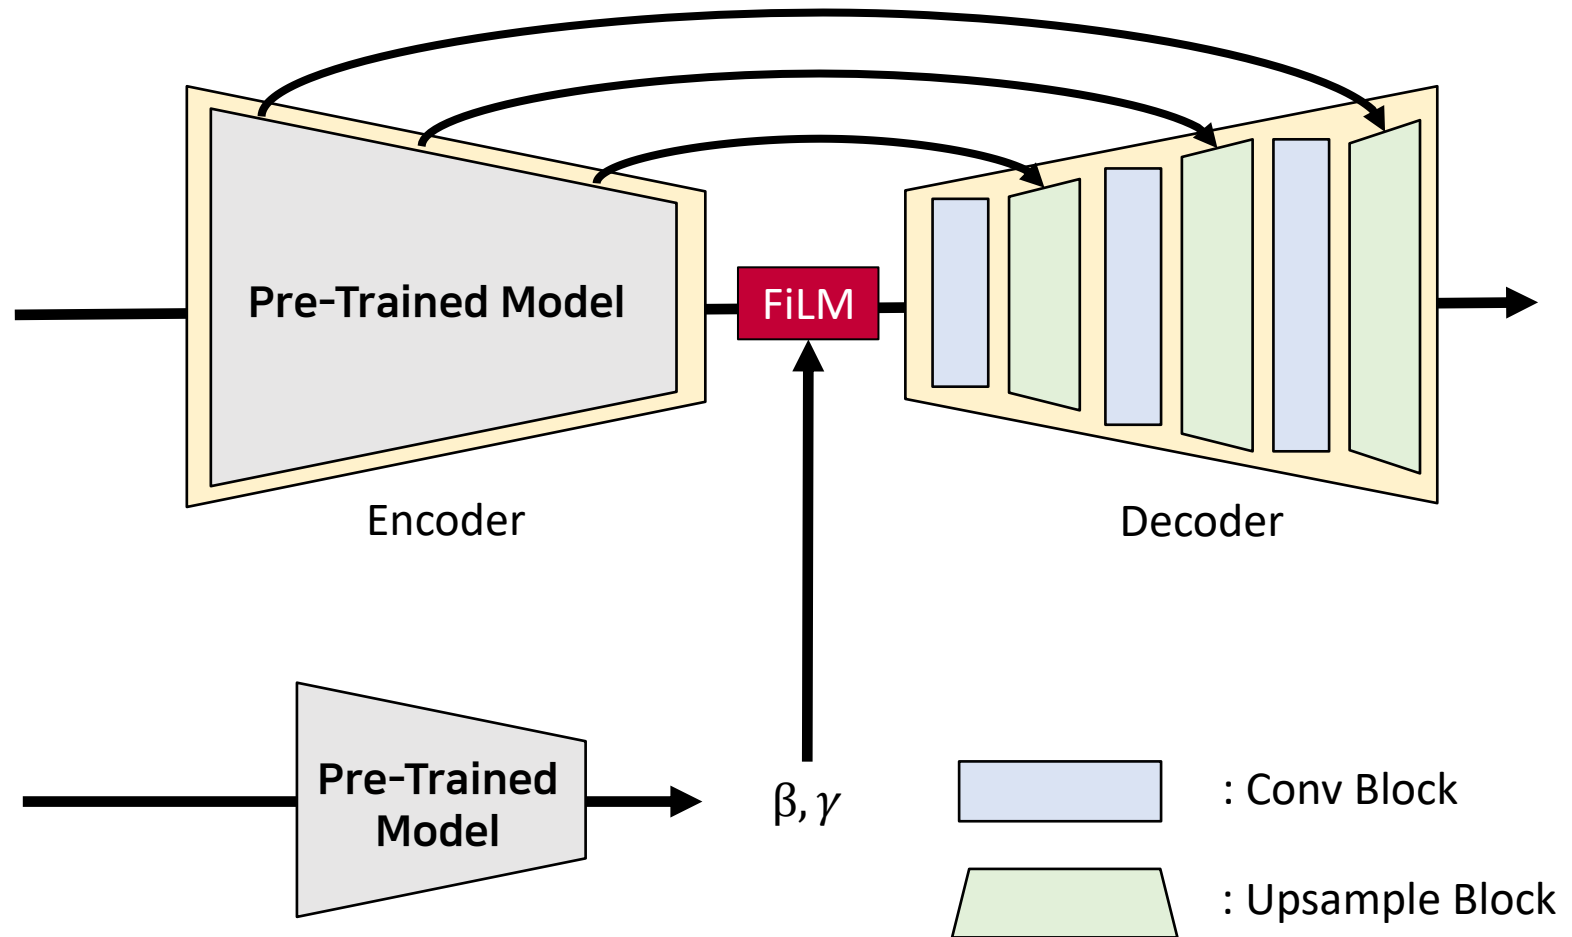 Pre-Trained Model
FiLM
Encoder
Decoder
Pre-Trained
Model
β, γ
: Conv Block
: Upsample Block